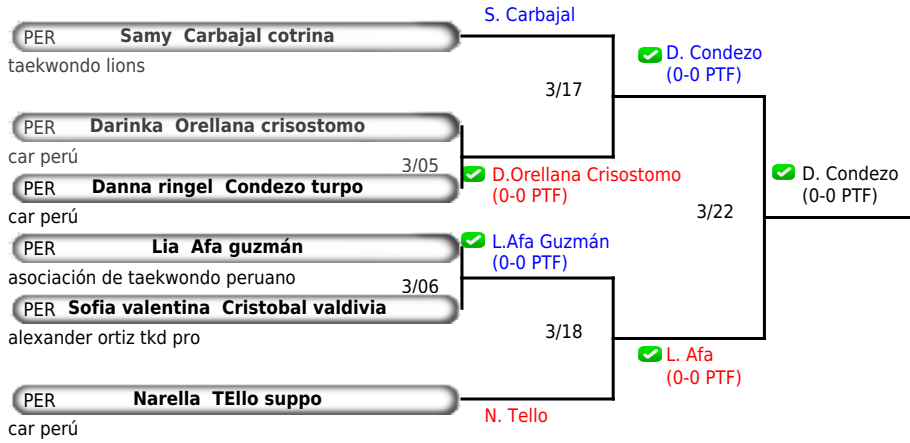 S. Carbajal
PER Samy Carbajal cotrina
taekwondo lions
D. Condezo
(0-0 PTF)
3/17
PER Darinka Orellana crisostomo
car perú
3/05
D.Orellana Crisostomo
(0-0 PTF)
PER Danna ringel Condezo turpo
car perú
D. Condezo
(0-0 PTF)
3/22
PER Lia Afa guzmán
asociación de taekwondo peruano
L.Afa Guzmán
(0-0 PTF)
3/06
PER Sofia valentina Cristobal valdivia
alexander ortiz tkd pro
3/18
L. Afa
(0-0 PTF)
PER Narella TEllo suppo
car perú
N. Tello